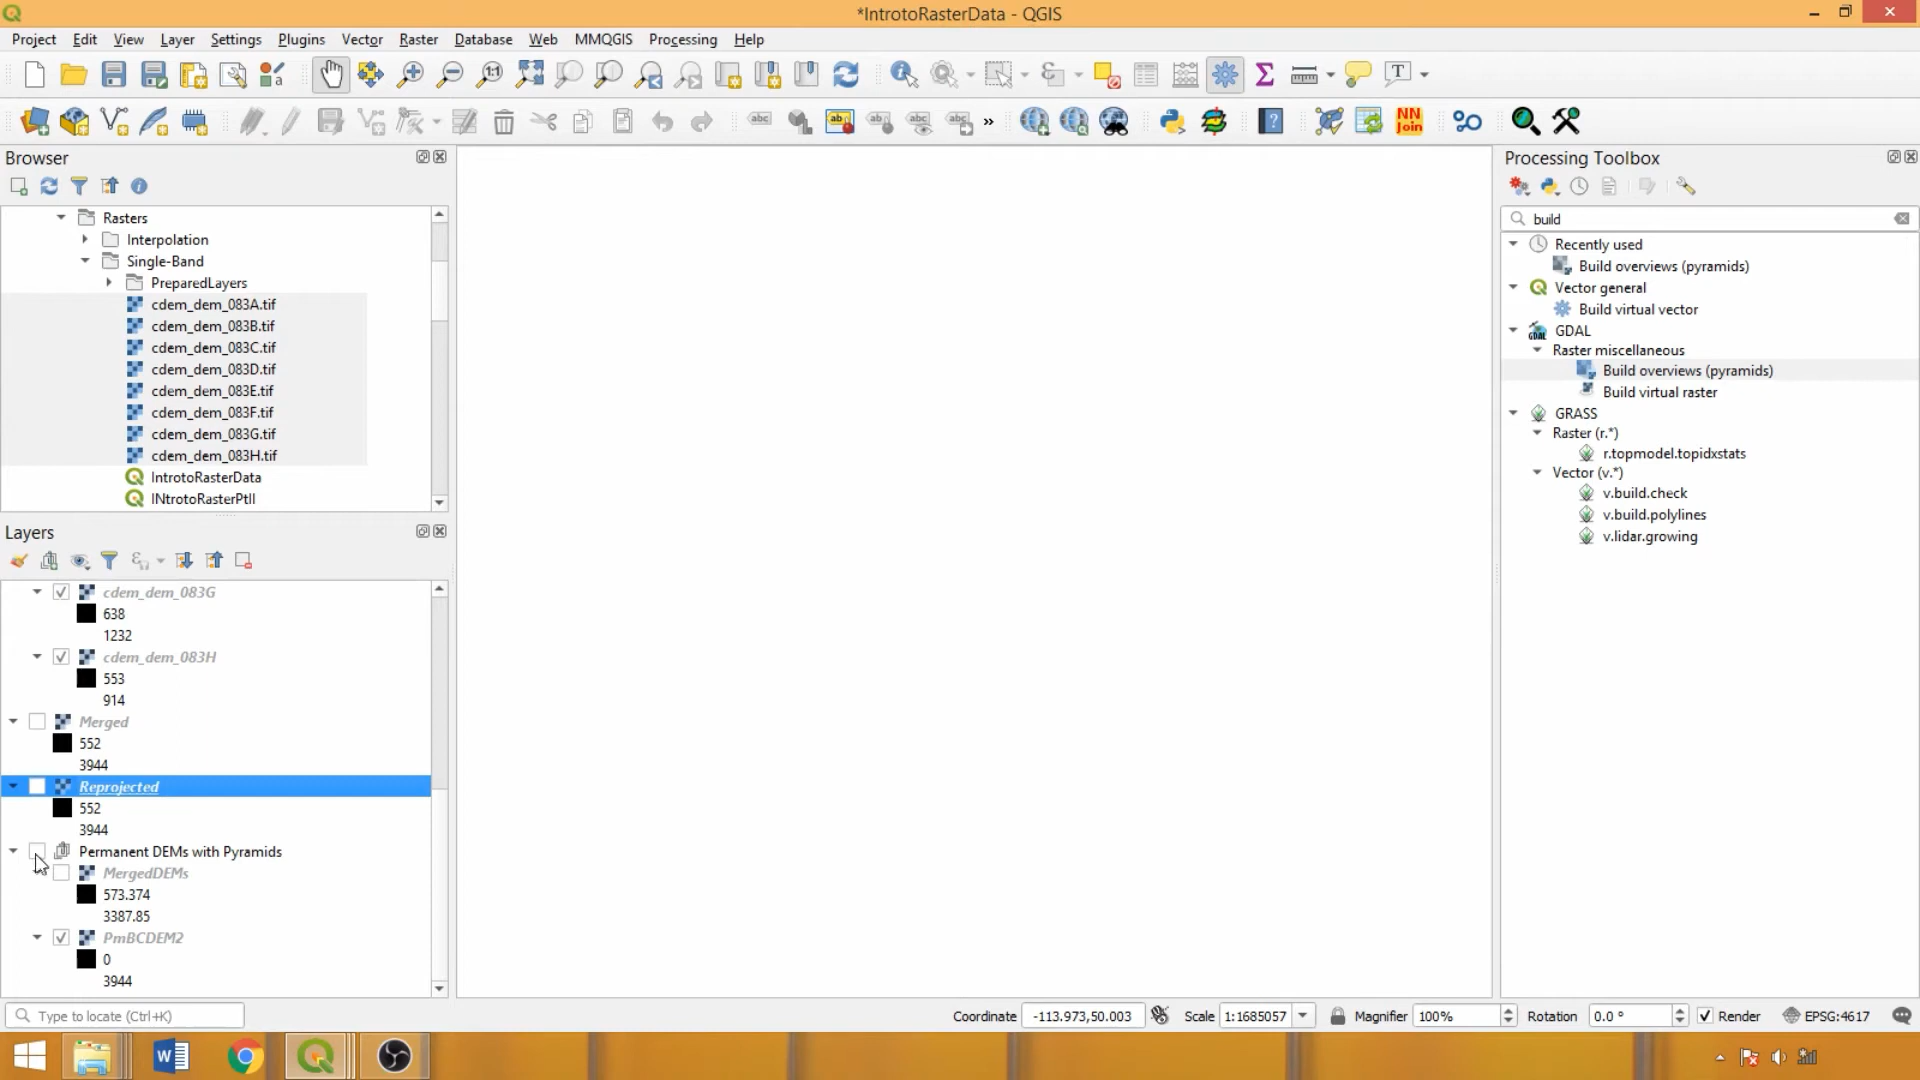 *IntrotoRasterData - QGIS
Project Edit View Layer Settings Plugins Vector Raster Database Web MMQGIS Processing Help
Browser
Rasters
Interpolation
Single-Band
PreparedLayers
cdem_dem_083A.tif
cdem_dem_083B.tif
cdem_dem_083C.tif
cdem_dem_083D.tif
cdem_dem_083E.tif
cdem_dem_083F.tif
cdem_dem_083G.tif
cdem_dem_083H.tif
IntrotoRasterData
INtrotoRasterPtII
Layers
cdem_dem_083G
638
1232
cdem_dem_083H
553
914
Merged
552
3944
Reprojected
552
3944
Permanent DEMs with Pyramids
MergedDEMs
573.374
3387.85
PmBCDEM2
0
3944
Processing Toolbox
build
Recently used
Build overviews (pyramids)
Vector general
Build virtual vector
GDAL
Raster miscellaneous
Build overviews (pyramids)
Build virtual raster
GRASS
Raster (r.*)
r.topmodel.topidxstats
Vector (v.*)
v.build.check
v.build.polylines
v.lidar.growing
Type to locate (Ctrl+K) Coordinate -113.973,50.003 Scale 1:1685057 Magnifier 100% Rotation 0.0 ° Render EPSG:4617